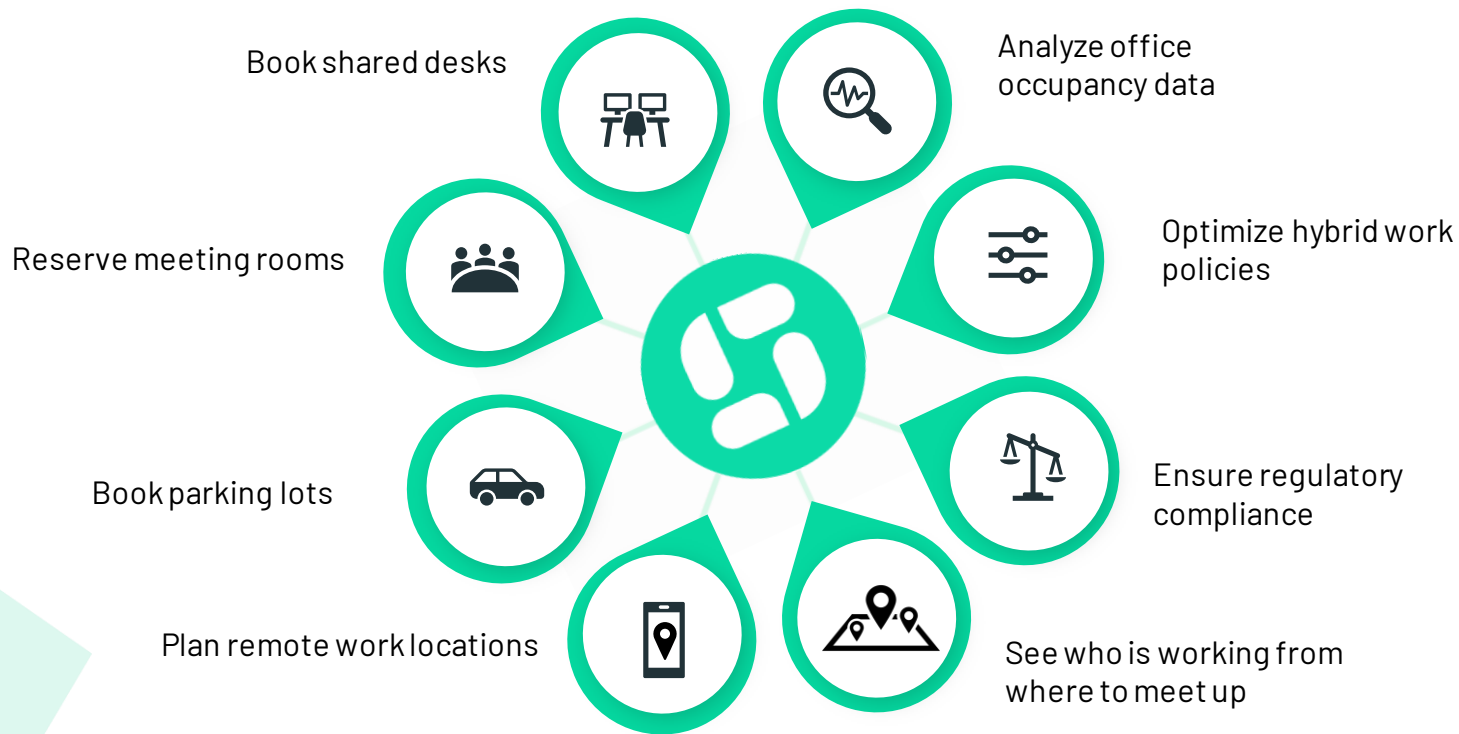 Book shared desks
Analyze office
occupancy data
Reserve meeting rooms
Optimize hybrid work
policies
Book parking lots
Ensure regulatory
compliance
Plan remote work locations
See who is working from
where to meet up